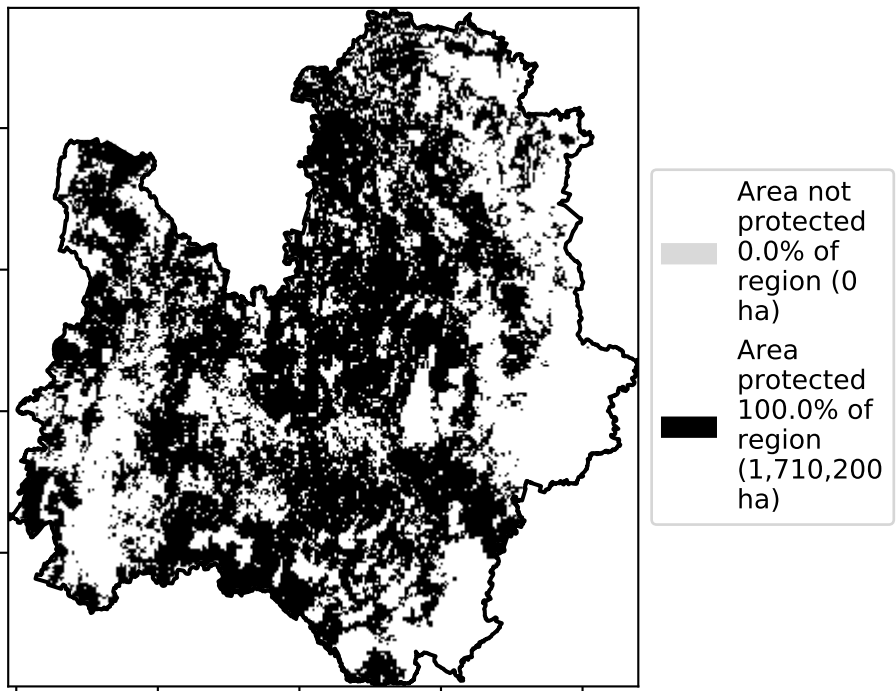 Area not
protected
0.0% of
region (0
ha)
Area
protected
100.0% of
region
(1,710,200
ha)